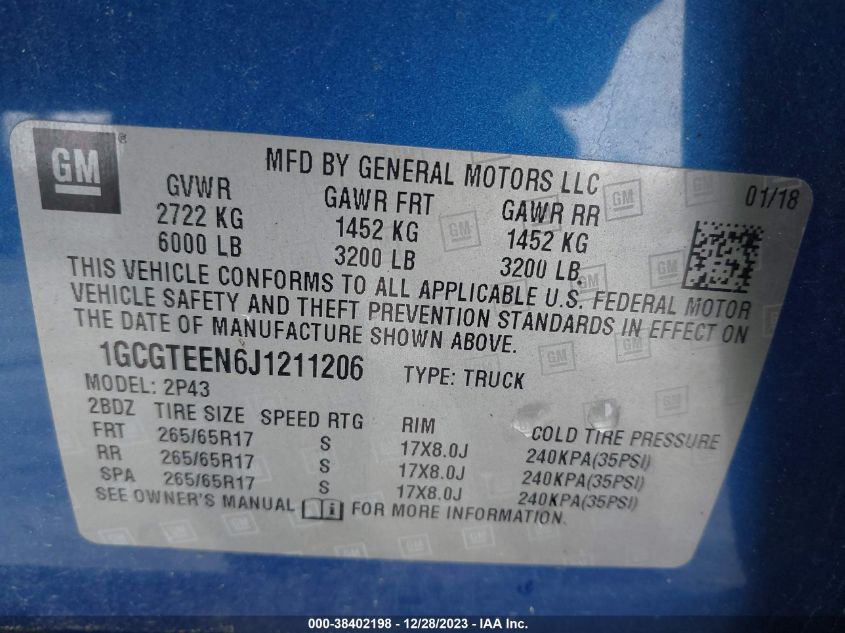 GM MFD BY GENERAL MOTORS LLC 01/18
GVWR GAWR FRT GAWR RR
2722 KG 1452 KG 1452 KG
6000 LB 3200 LB 3200 LB
THIS VEHICLE CONFORMS TO ALL APPLICABLE U.S. FEDERAL MOTOR
VEHICLE SAFETY AND THEFT PREVENTION STANDARDS IN EFFECT ON
THE DATE OF MANUFACTURE SHOWN ABOVE.
1GCGTEEN6J1211206 TYPE: TRUCK
MODEL: 2P43
2BDZ TIRE SIZE SPEED RTG RIM COLD TIRE PRESSURE
FRT 265/65R17 S 17X8.0J 240KPA(35PSI)
RR 265/65R17 S 17X8.0J 240KPA(35PSI)
SPA 265/65R17 S 17X8.0J 240KPA(35PSI)
SEE OWNER'S MANUAL FOR MORE INFORMATION.
000-38402198 - 12/28/2023 - IAA Inc.